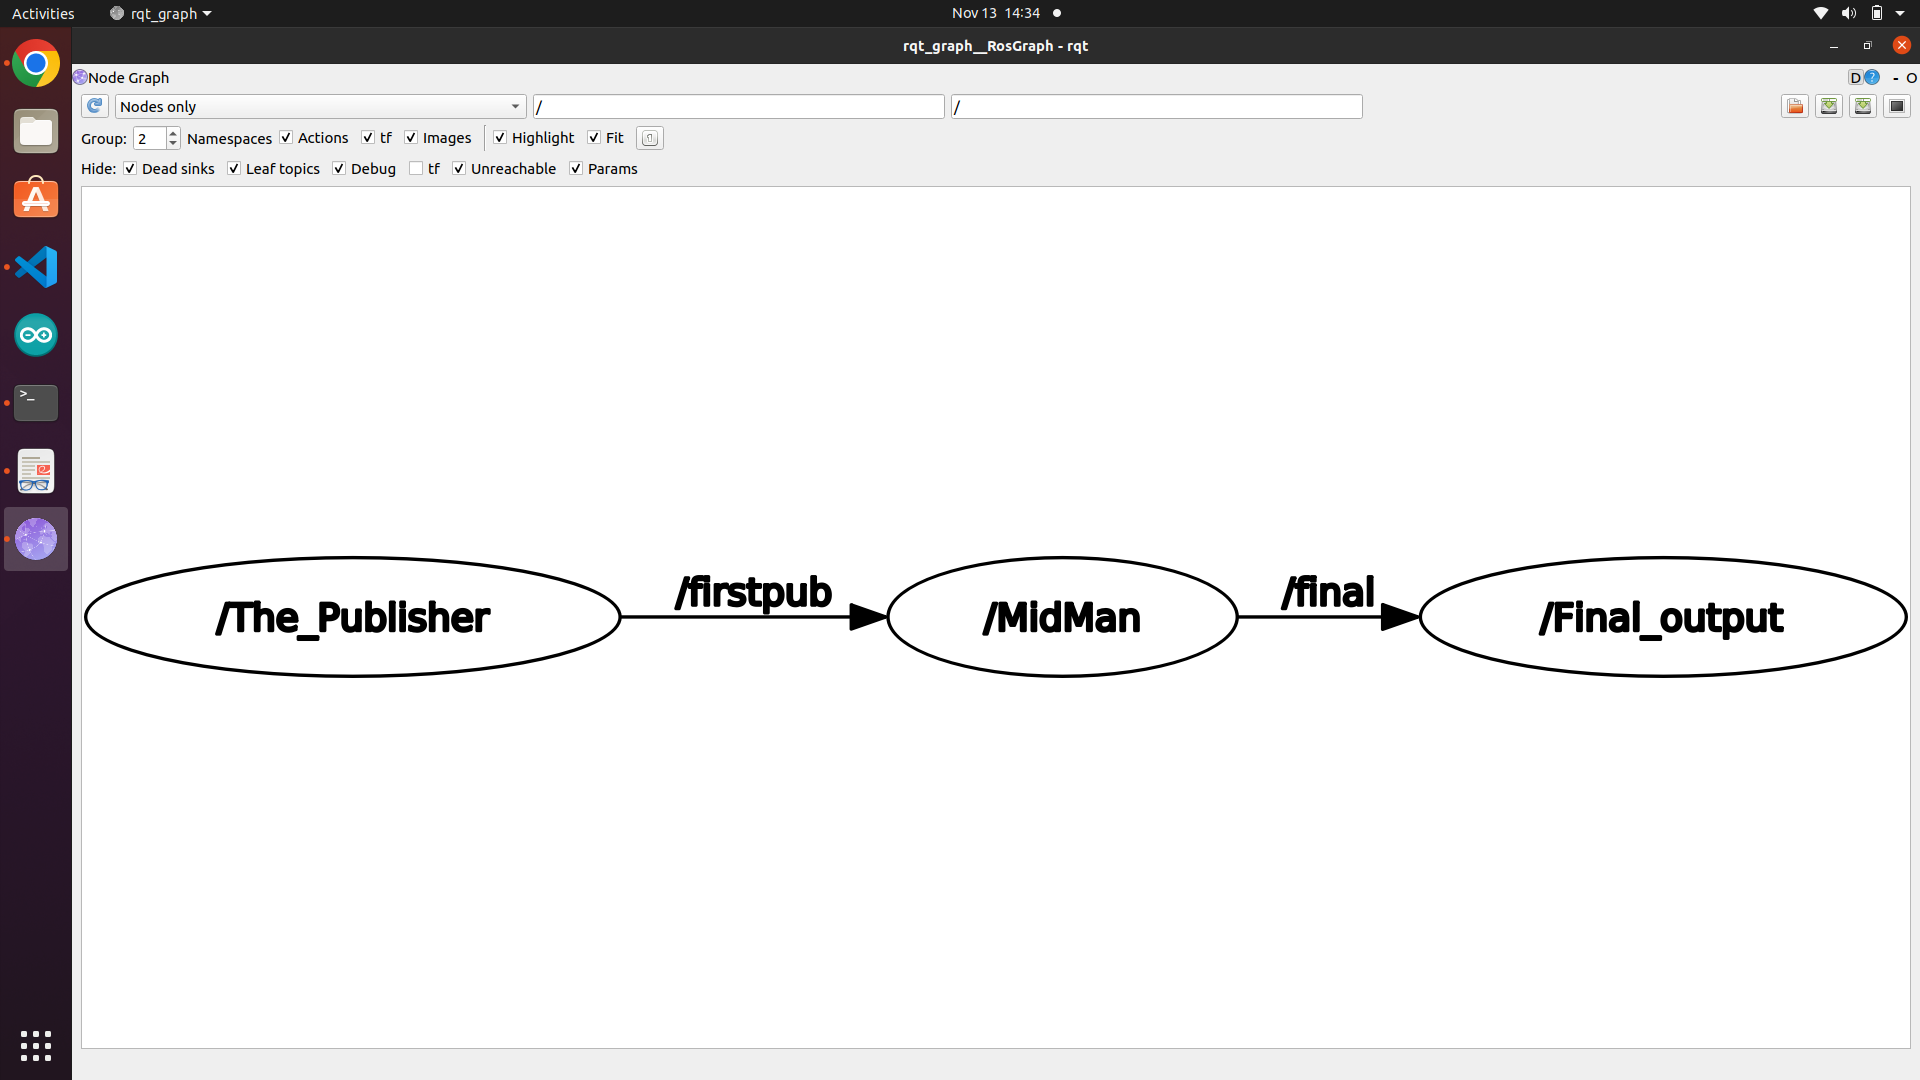 Activities rqt_graph Nov 13 14:34
rqt_graph__RosGraph - rqt
Node Graph D ? - O
Nodes only / /
Group: 2 Namespaces Actions tf Images Highlight Fit
Hide: Dead sinks Leaf topics Debug tf Unreachable Params
/The_Publisher /firstpub /MidMan /final /Final_output